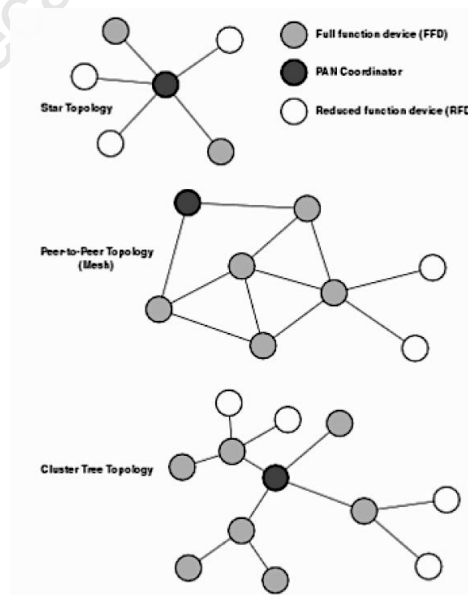 Full function device (FFD)
PAN Coordinator
Reduced function device (RFD
Star Topology
Peer-to-Peer Topology
(Mesh)
Cluster Tree Topology